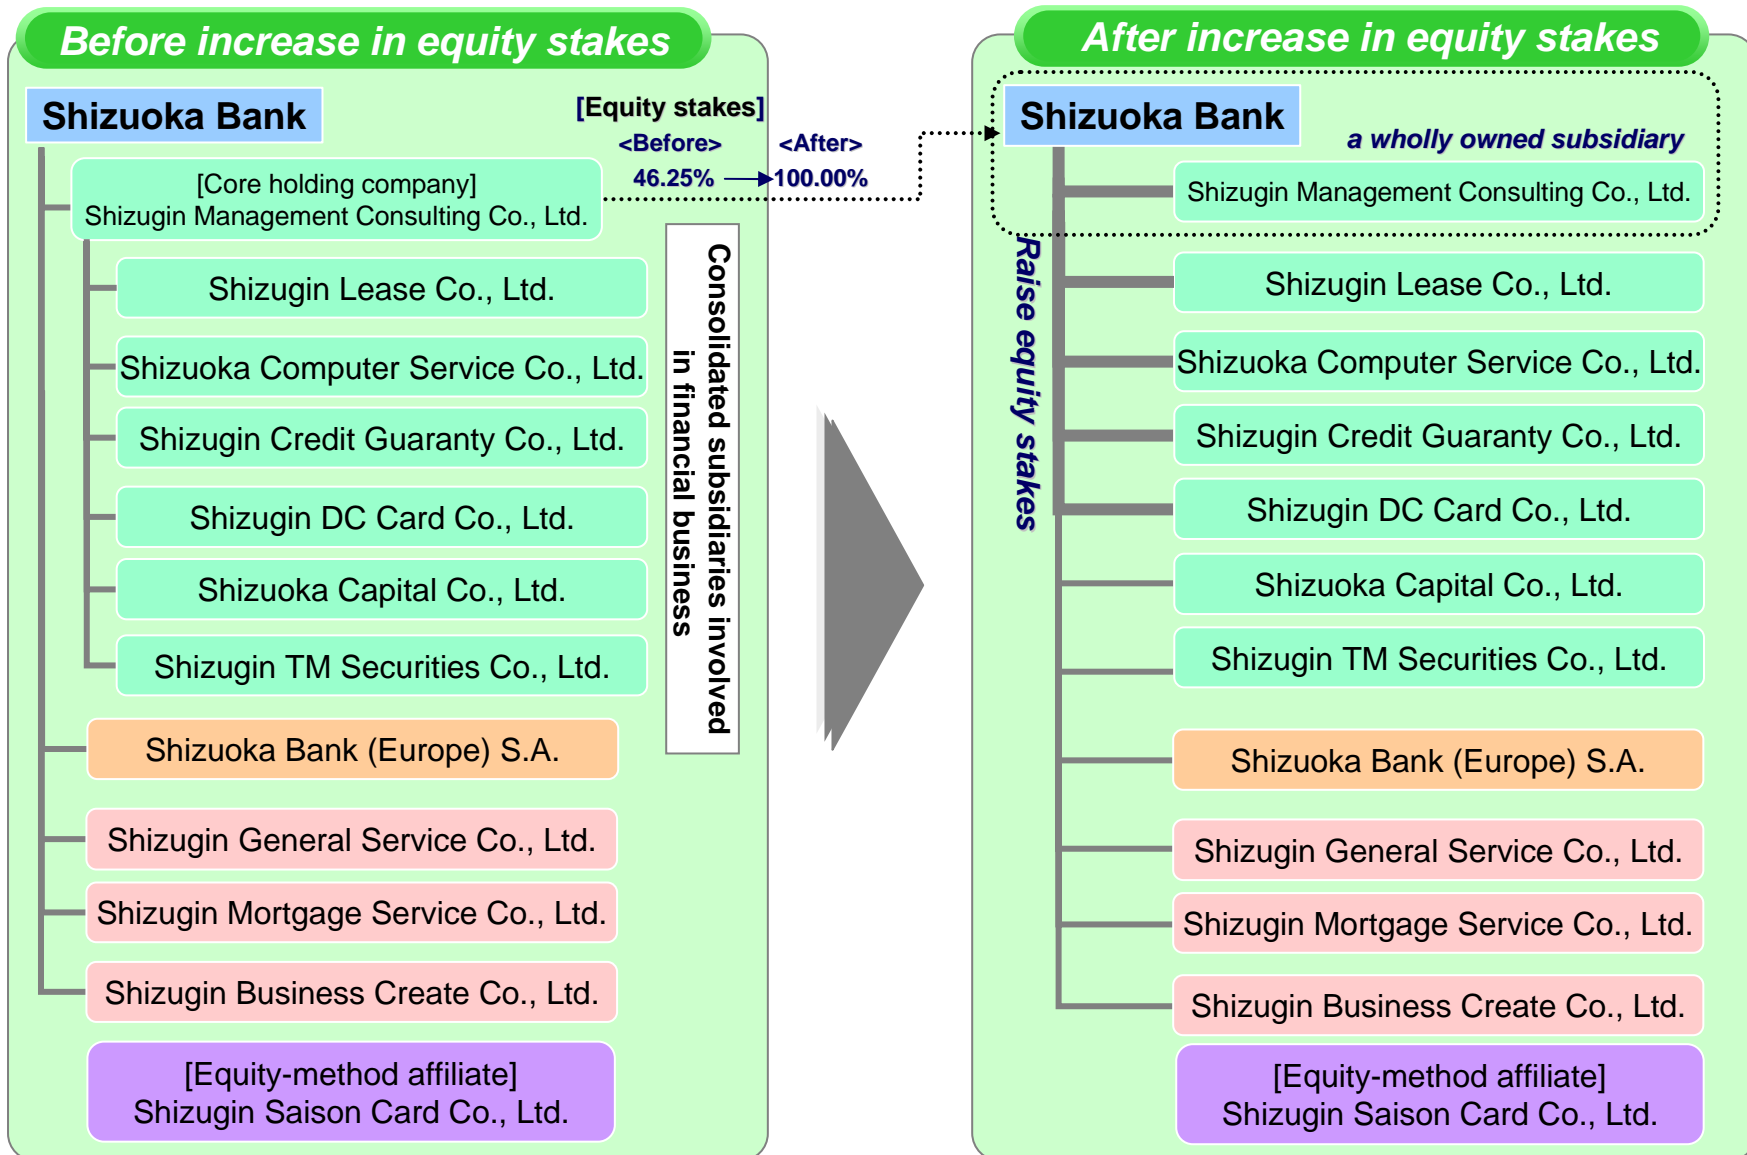 Before increase in equity stakes
Shizuoka Bank
[Equity stakes]
<Before>
<After>
46.25%
100.00%
[Core holding company]
Shizugin Management Consulting Co., Ltd.
Shizugin Lease Co., Ltd.
Shizuoka Computer Service Co., Ltd.
Shizugin Credit Guaranty Co., Ltd.
Shizugin DC Card Co., Ltd.
Shizuoka Capital Co., Ltd.
Shizugin TM Securities Co., Ltd.
Consolidated subsidiaries involved
in financial business
Shizuoka Bank (Europe) S.A.
Shizugin General Service Co., Ltd.
Shizugin Mortgage Service Co., Ltd.
Shizugin Business Create Co., Ltd.
[Equity-method affiliate]
Shizugin Saison Card Co., Ltd.
After increase in equity stakes
Shizuoka Bank
a wholly owned subsidiary
Shizugin Management Consulting Co., Ltd.
Raise equity stakes
Shizugin Lease Co., Ltd.
Shizuoka Computer Service Co., Ltd.
Shizugin Credit Guaranty Co., Ltd.
Shizugin DC Card Co., Ltd.
Shizuoka Capital Co., Ltd.
Shizugin TM Securities Co., Ltd.
Shizuoka Bank (Europe) S.A.
Shizugin General Service Co., Ltd.
Shizugin Mortgage Service Co., Ltd.
Shizugin Business Create Co., Ltd.
[Equity-method affiliate]
Shizugin Saison Card Co., Ltd.